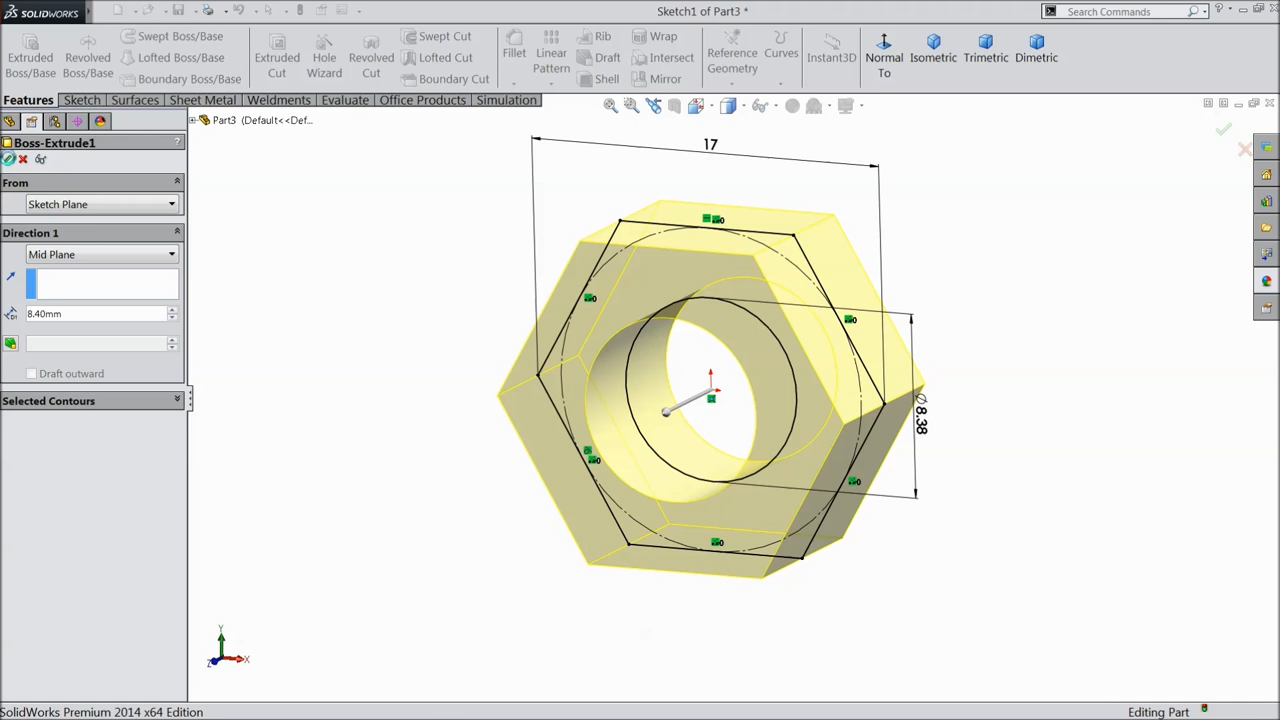 SOLIDWORKS
Sketch1 of Part3 *
Search Commands
Extruded Boss/Base
Revolved Boss/Base
Swept Boss/Base
Lofted Boss/Base
Boundary Boss/Base
Extruded Cut
Hole Wizard
Revolved Cut
Swept Cut
Lofted Cut
Boundary Cut
Fillet
Linear Pattern
Rib
Draft
Shell
Wrap
Intersect
Mirror
Reference Geometry
Curves
Instant3D
Normal To
Isometric
Trimetric
Dimetric
Features
Sketch
Surfaces
Sheet Metal
Weldments
Evaluate
Office Products
Simulation
Part3 (Default<<Def...
Boss-Extrude1
?
From
Sketch Plane
Direction 1
Mid Plane
8.40mm
Draft outward
Selected Contours
17
Ø8.38
Y
X
Z
SolidWorks Premium 2014 x64 Edition
Editing Part